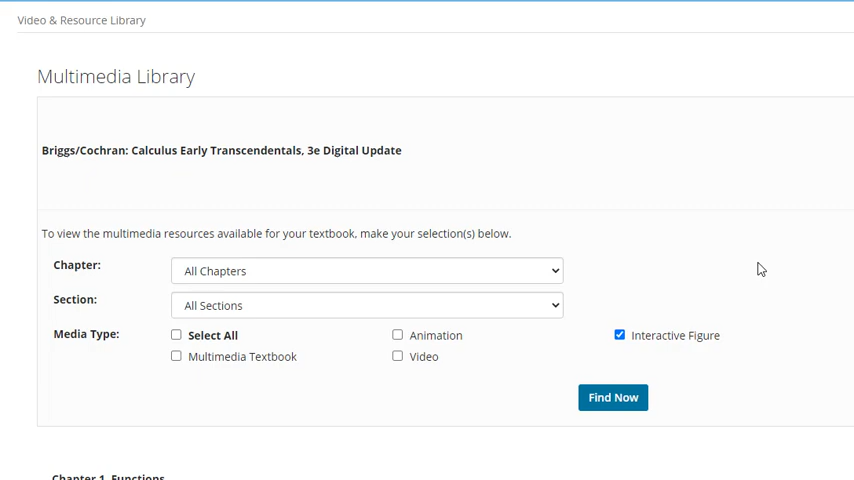 Video & Resource Library
Multimedia Library
Briggs/Cochran: Calculus Early Transcendentals, 3e Digital Update
To view the multimedia resources available for your textbook, make your selection(s) below.
Chapter: All Chapters
Section: All Sections
Media Type: Select All Animation Interactive Figure
Multimedia Textbook Video
Find Now
Chapter 1. Functions